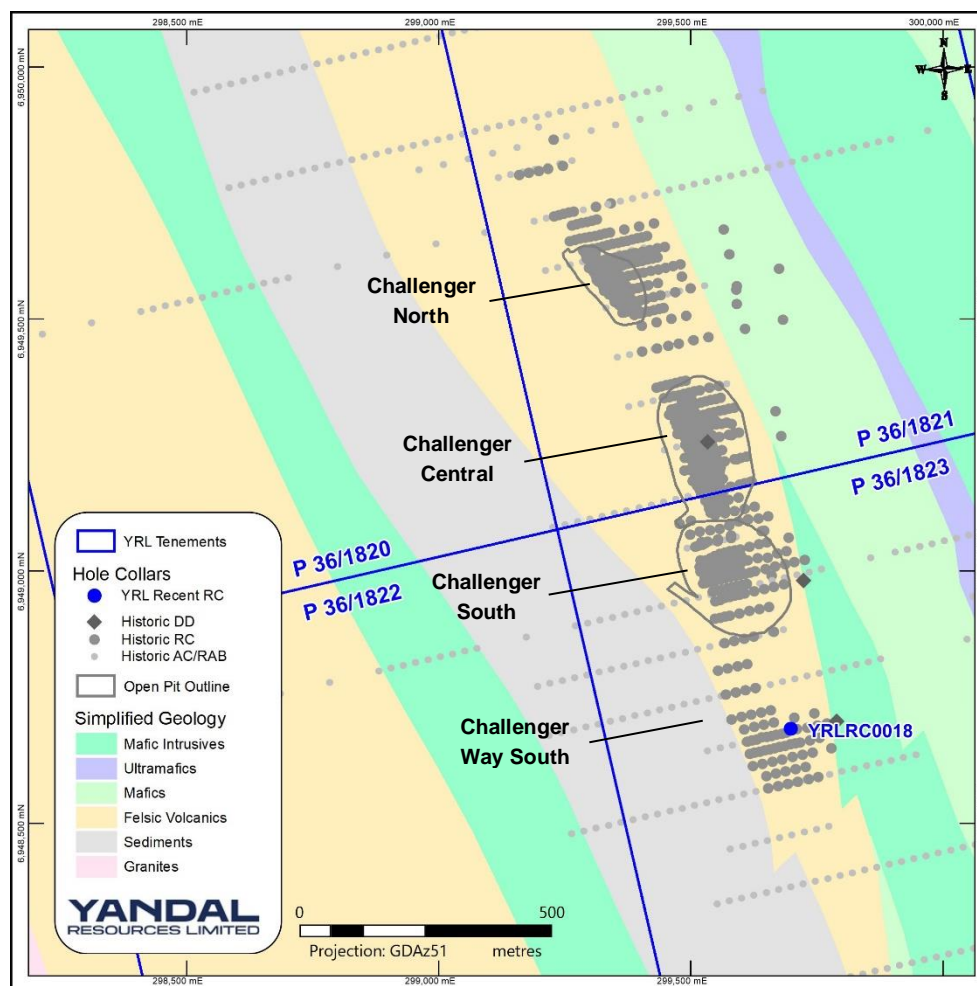 298,500 mE
299,000 mE
299,500 mE
300,000 mE
6,950,000 mN
6,949,500 mN
6,949,000 mN
6,948,500 mN
N
W E
S
Challenger
North
Challenger
Central
P 36/1821
P 36/1823
P 36/1820
P 36/1822
Challenger
South
Challenger
Way South
YRLRC0018
YRL Tenements
Hole Collars
YRL Recent RC
Historic DD
Historic RC
Historic AC/RAB
Open Pit Outline
Simplified Geology
Mafic Intrusives
Ultramafics
Mafics
Felsic Volcanics
Sediments
Granites
YANDAL
RESOURCES LIMITED
0 500
Projection: GDAz51 metres
298,500 mE
299,000 mE
299,500 mE